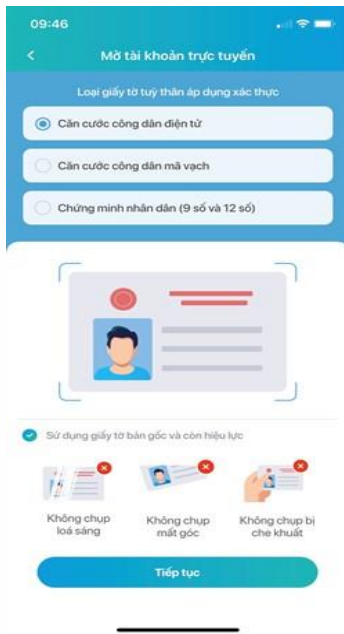 09:46
Mở tài khoản trực tuyến
Loại giấy tờ tuỳ thân áp dụng xác thực
Căn cước công dân điện tử
Căn cước công dân mã vạch
Chứng minh nhân dân (9 số và 12 số)
Sử dụng giấy tờ bản gốc và còn hiệu lực
Không chụp
loá sáng
Không chụp
mất góc
Không chụp bị
che khuất
Tiếp tục